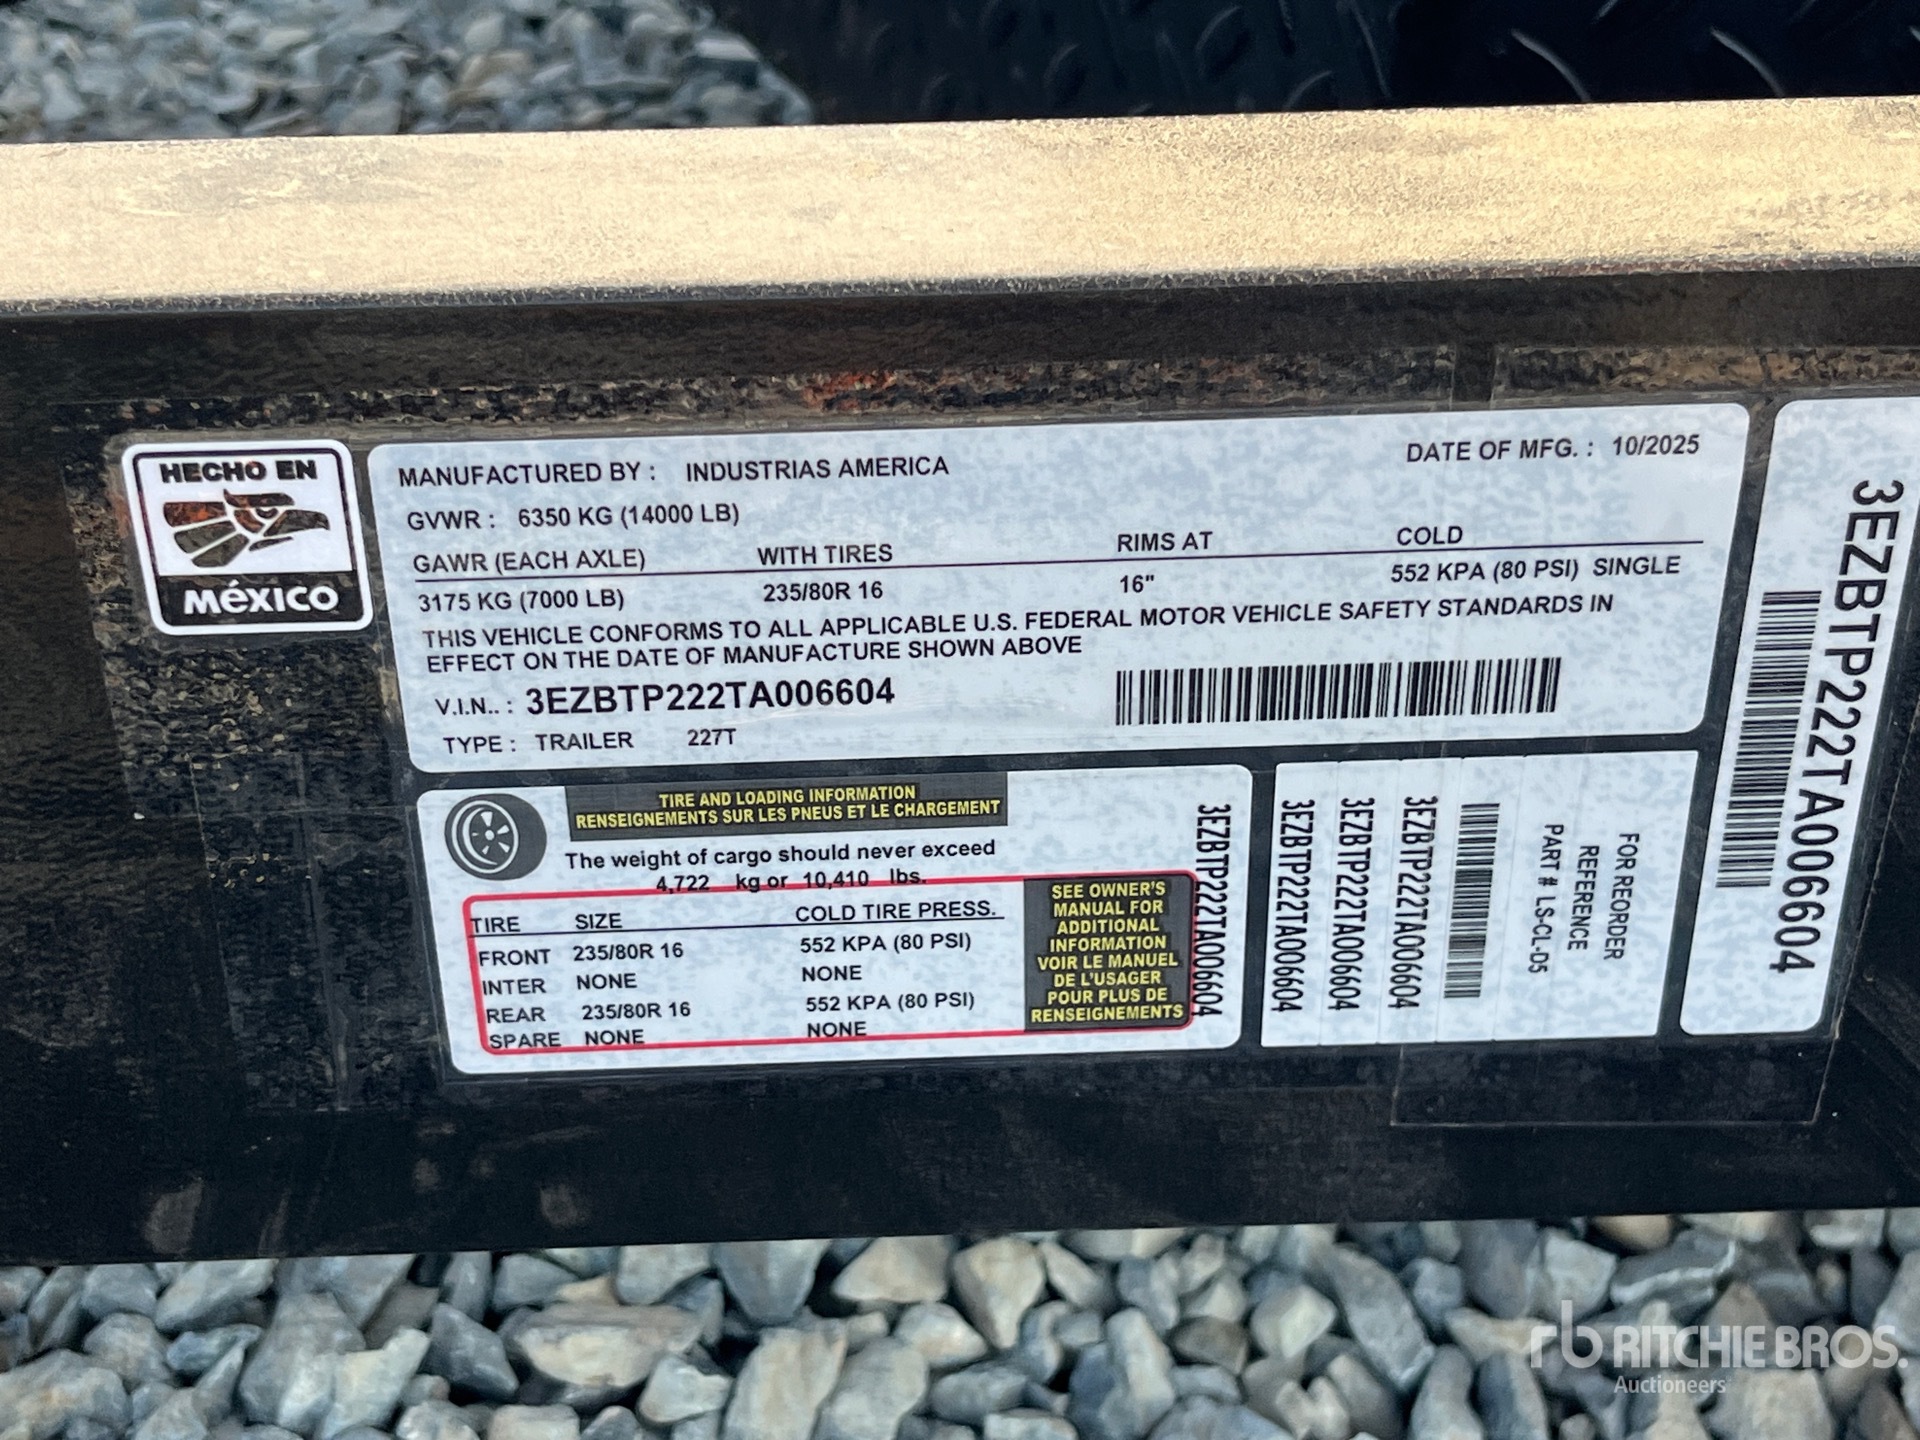 HECHO EN
MÉXICO
MANUFACTURED BY : INDUSTRIAS AMERICA
DATE OF MFG. : 10/2025
GVWR : 6350 KG (14000 LB)
GAWR (EACH AXLE) WITH TIRES RIMS AT COLD
3175 KG (7000 LB) 235/80R 16 16" 552 KPA (80 PSI) SINGLE
THIS VEHICLE CONFORMS TO ALL APPLICABLE U.S. FEDERAL MOTOR VEHICLE SAFETY STANDARDS IN
EFFECT ON THE DATE OF MANUFACTURE SHOWN ABOVE
V.I.N.. : 3EZBTP222TA006604
TYPE : TRAILER 227T
TIRE AND LOADING INFORMATION
RENSEIGNEMENTS SUR LES PNEUS ET LE CHARGEMENT
The weight of cargo should never exceed
4,722 kg or 10,410 lbs.
TIRE SIZE COLD TIRE PRESS.
FRONT 235/80R 16 552 KPA (80 PSI)
INTER NONE NONE
REAR 235/80R 16 552 KPA (80 PSI)
SPARE NONE NONE
SEE OWNER'S
MANUAL FOR
ADDITIONAL
INFORMATION
VOIR LE MANUEL
DE L'USAGER
POUR PLUS DE
RENSEIGNEMENTS
3EZBTP222TA006604
3EZBTP222TA006604
3EZBTP222TA006604
3EZBTP222TA006604
FOR REORDER
REFERENCE
PART # LS-CL-D5
3EZBTP222TA006604
rb RITCHIE BROS.
Auctioneers